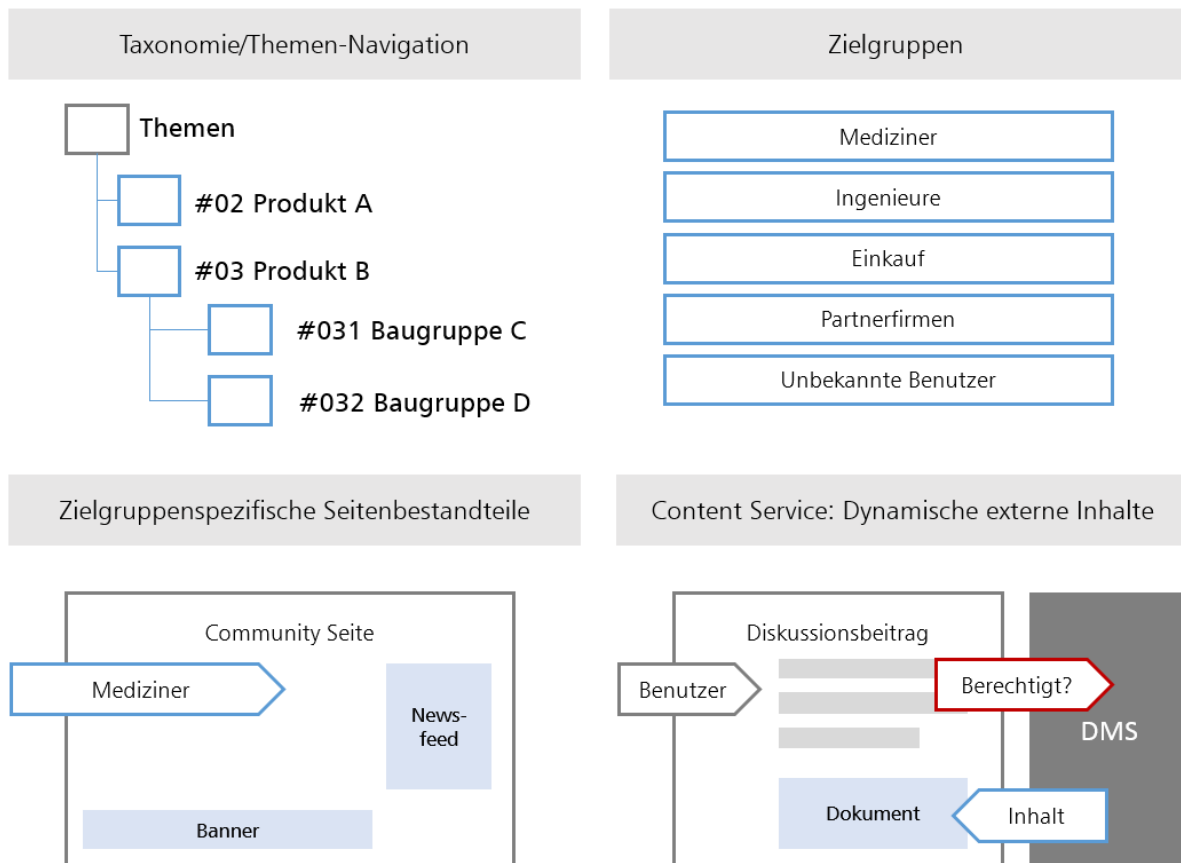 Taxonomie/Themen-Navigation
Themen
#02 Produkt A
#03 Produkt B
#031 Baugruppe C
#032 Baugruppe D
Zielgruppen
Mediziner
Ingenieure
Einkauf
Partnerfirmen
Unbekannte Benutzer
Zielgruppenspezifische Seitenbestandteile
Community Seite
Mediziner
News-
feed
Banner
Content Service: Dynamische externe Inhalte
Diskussionsbeitrag
Benutzer
Berechtigt?
DMS
Dokument
Inhalt